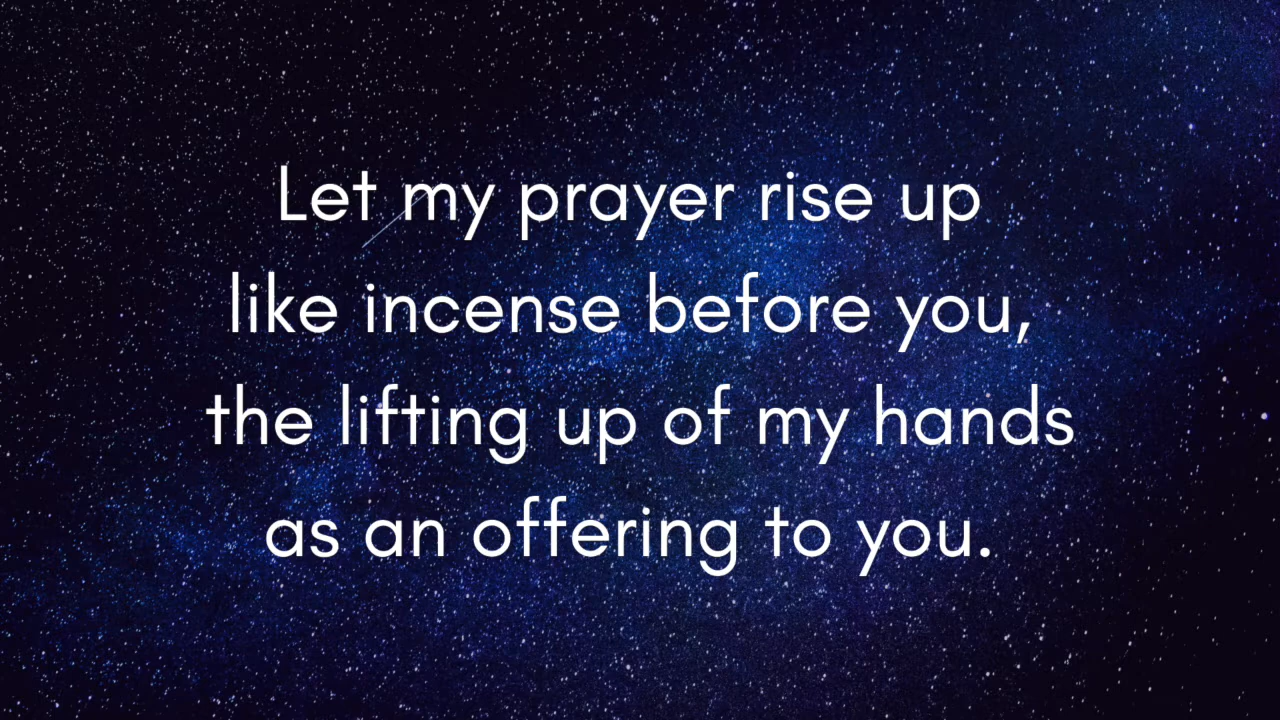 Let my prayer rise up
like incense before you,
the lifting up of my hands
as an offering to you.